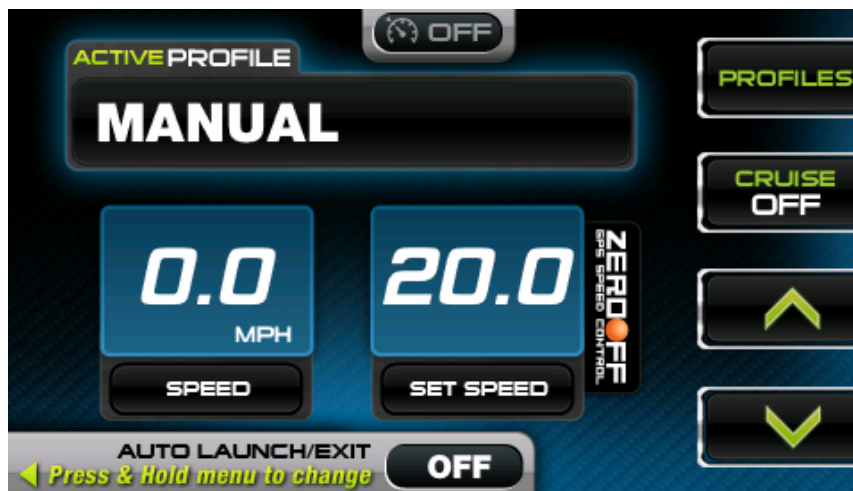 OFF
ACTIVE PROFILE
MANUAL
PROFILES
CRUISE
OFF
0.0
MPH
SPEED
20.0
SET SPEED
ZERO OFF
GPS SPEED CONTROL
AUTO LAUNCH/EXIT
Press & Hold menu to change
OFF